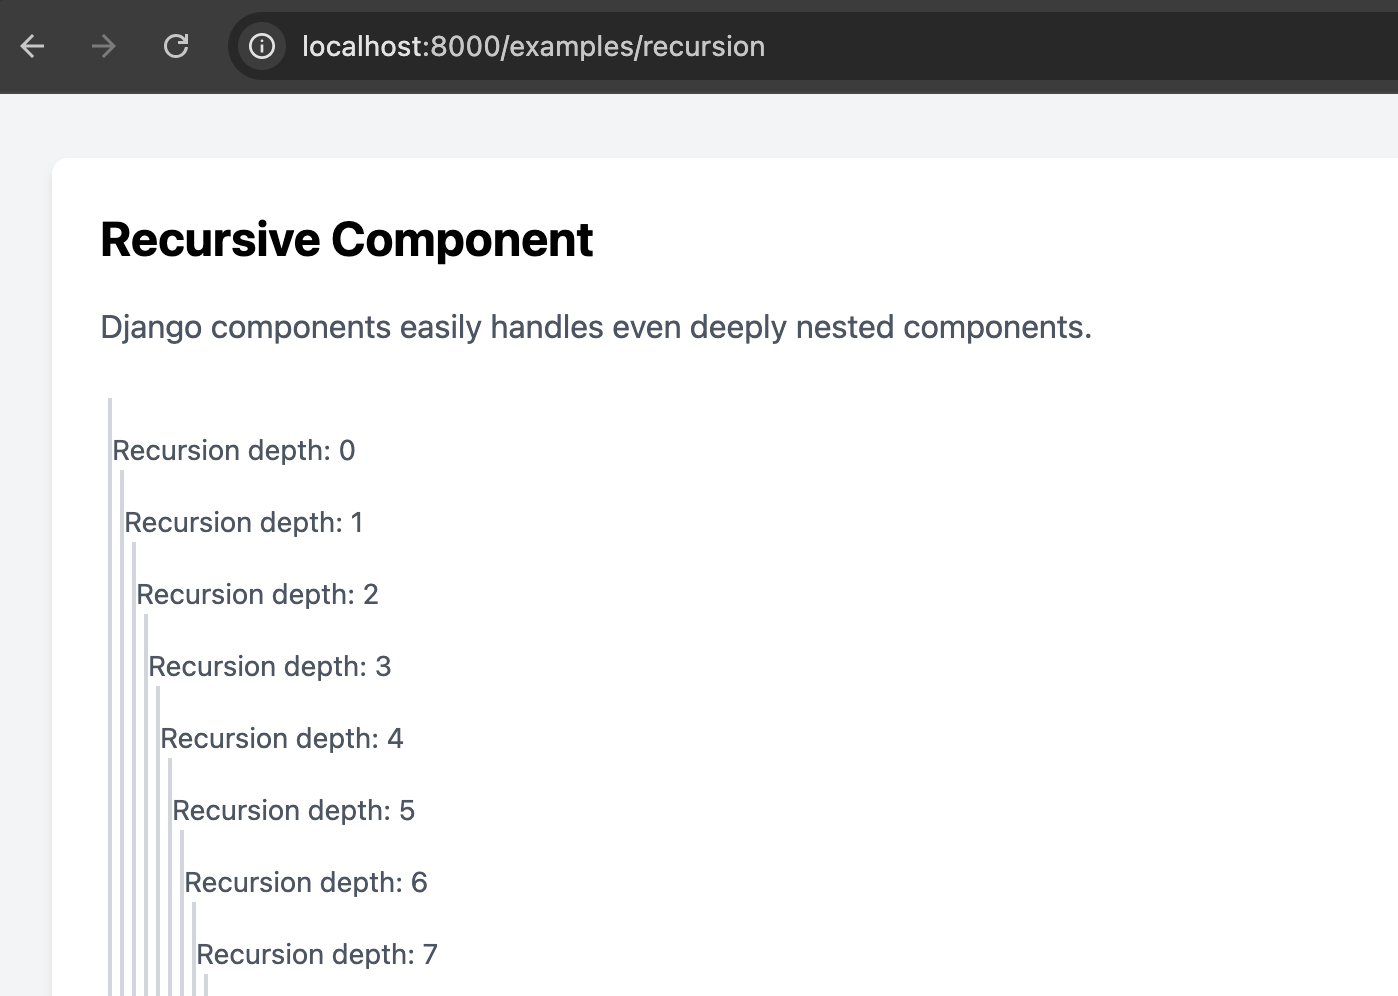 localhost:8000/examples/recursion
Recursive Component
Django components easily handles even deeply nested components.
Recursion depth: 0
Recursion depth: 1
Recursion depth: 2
Recursion depth: 3
Recursion depth: 4
Recursion depth: 5
Recursion depth: 6
Recursion depth: 7